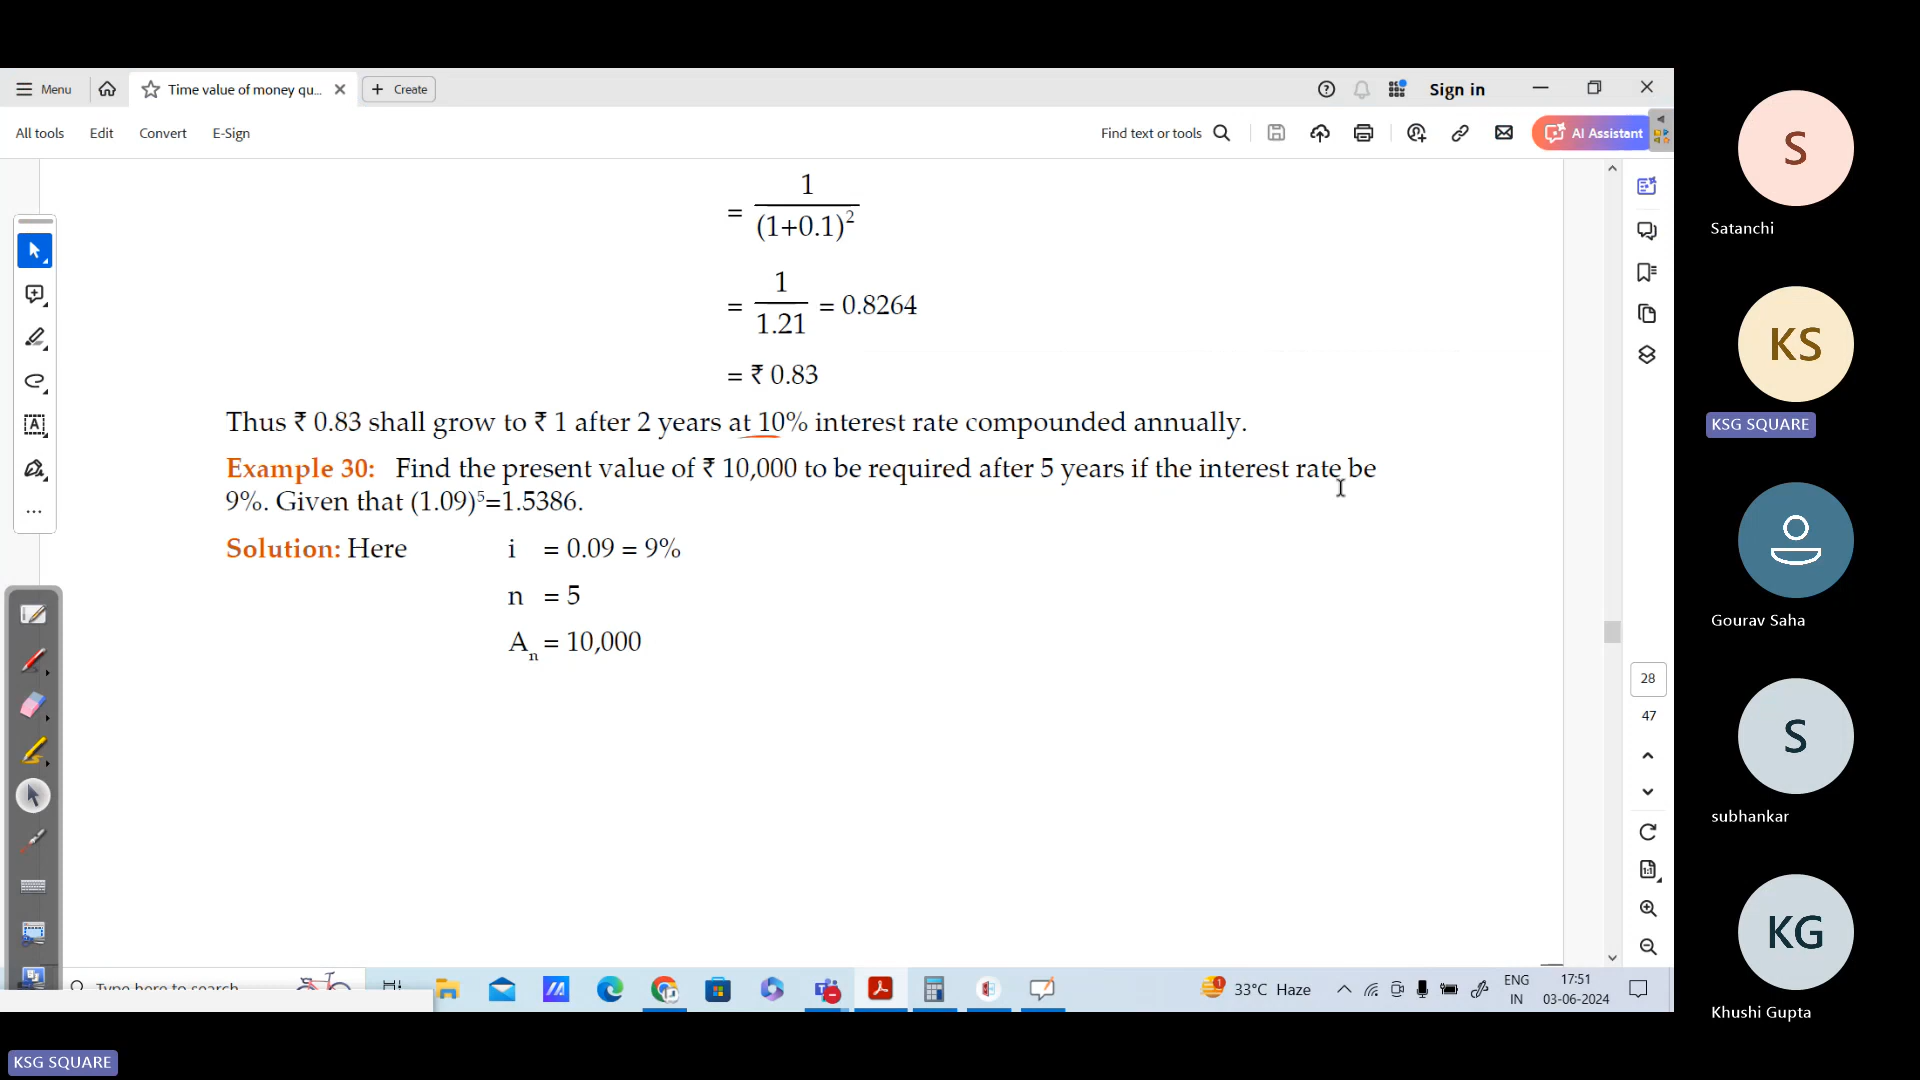 Menu
Time value of money qu...
Create
Sign in
All tools
Edit
Convert
E-Sign
Find text or tools
AI Assistant
= 1/(1+0.1)²
= 1/1.21 = 0.8264
= ₹ 0.83
Thus ₹ 0.83 shall grow to ₹ 1 after 2 years at 10% interest rate compounded annually.
Example 30: Find the present value of ₹ 10,000 to be required after 5 years if the interest rate be
9%. Given that (1.09)⁵=1.5386.
Solution: Here i = 0.09 = 9%
n = 5
Aₙ = 10,000
28
47
Type here to search
33°C Haze
ENG
IN
17:51
03-06-2024
S
Satanchi
KS
KSG SQUARE
Gourav Saha
S
subhankar
KG
Khushi Gupta
KSG SQUARE